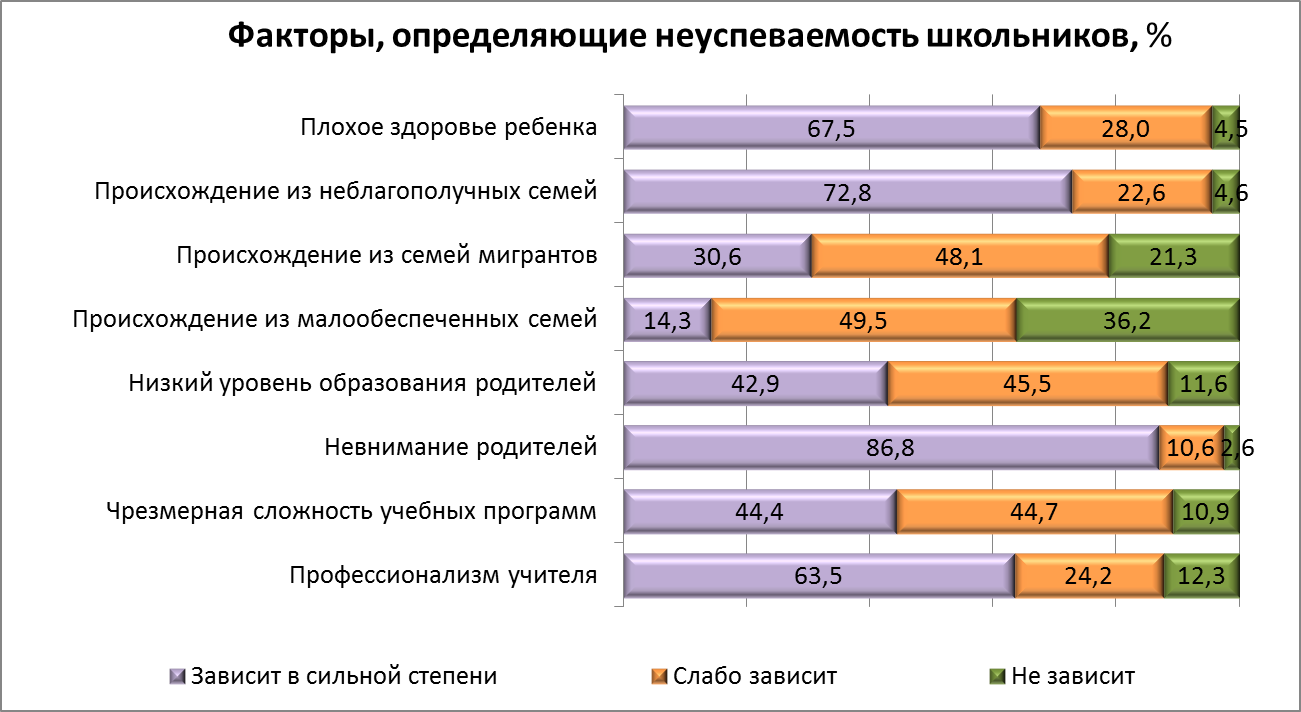 Факторы, определяющие неуспеваемость школьников, %
Плохое здоровье ребенка 67,5 28,0 4,5
Происхождение из неблагополучных семей 72,8 22,6 4,6
Происхождение из семей мигрантов 30,6 48,1 21,3
Происхождение из малообеспеченных семей 14,3 49,5 36,2
Низкий уровень образования родителей 42,9 45,5 11,6
Невнимание родителей 86,8 10,6 2,6
Чрезмерная сложность учебных программ 44,4 44,7 10,9
Профессионализм учителя 63,5 24,2 12,3
Зависит в сильной степени Слабо зависит Не зависит